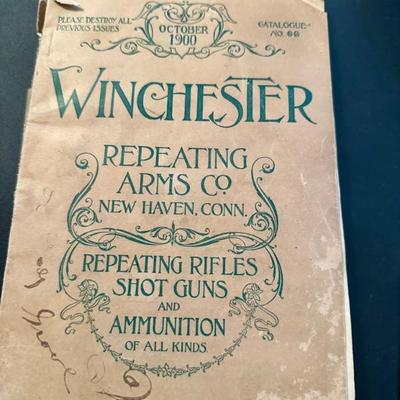 PLEASE DESTROY ALL
PREVIOUS ISSUES
OCTOBER
1900
CATALOGUE
NO. 66
WINCHESTER
REPEATING
ARMS CO
NEW HAVEN, CONN.
REPEATING RIFLES
SHOT GUNS
AND
AMMUNITION
OF ALL KINDS.